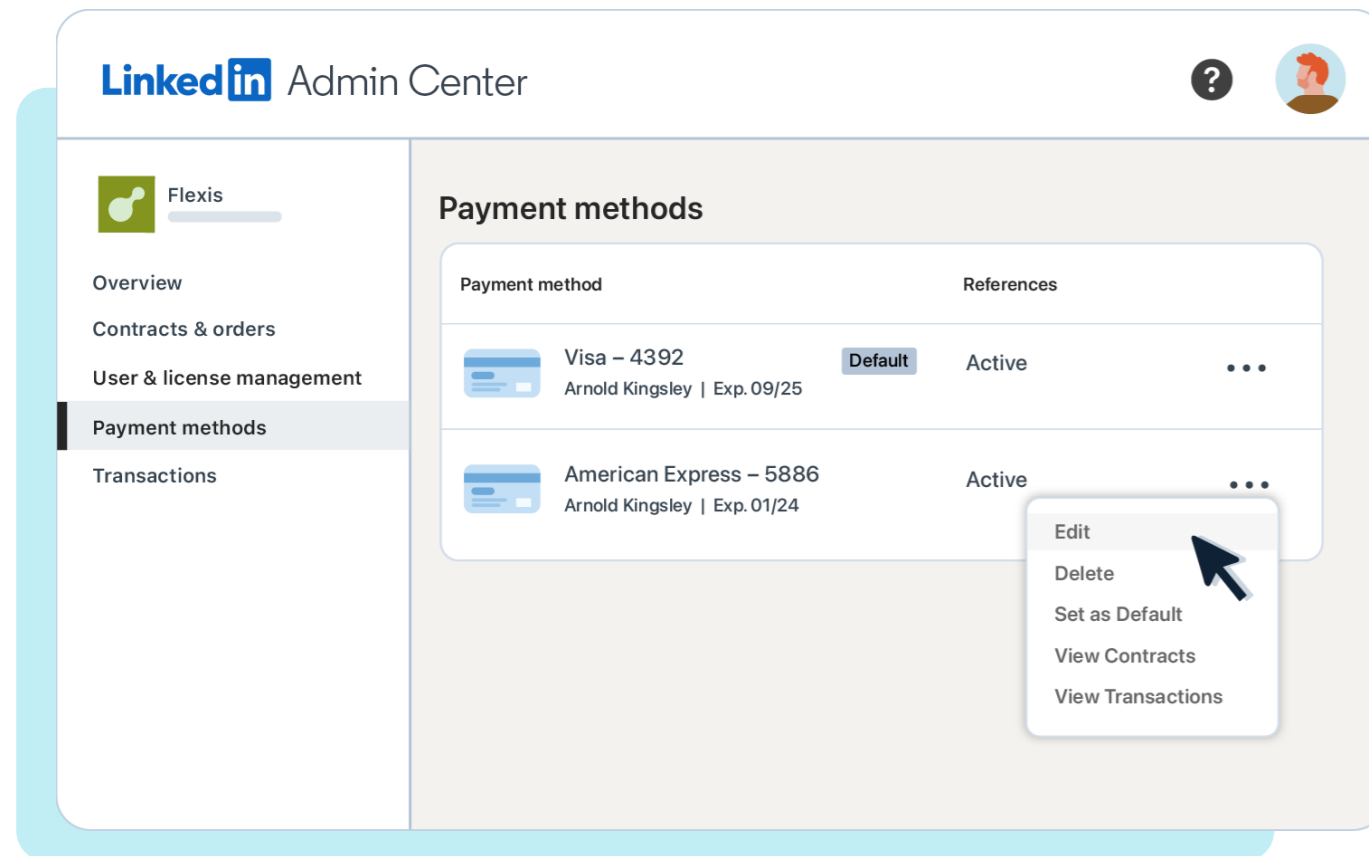 LinkedIn Admin Center
?
Flexis
Overview
Contracts & orders
User & license management
Payment methods
Transactions
Payment methods
Payment method References
Visa – 4392 Default Active
Arnold Kingsley | Exp. 09/25
American Express – 5886 Active
Arnold Kingsley | Exp. 01/24
Edit
Delete
Set as Default
View Contracts
View Transactions